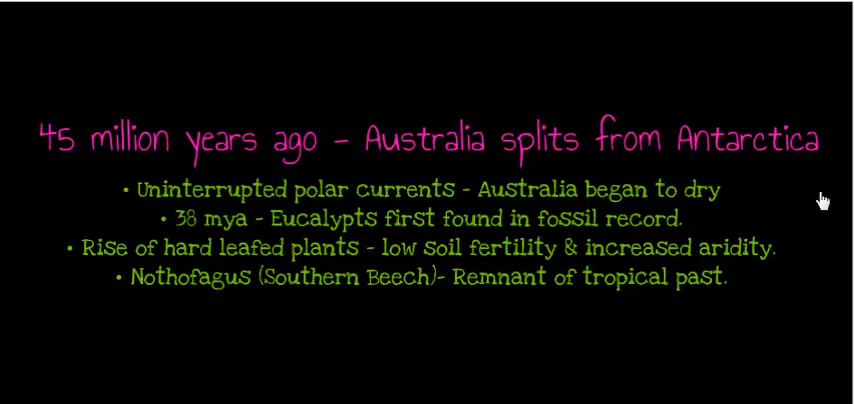 45 million years ago - Australia splits from Antarctica
• Uninterrupted polar currents - Australia began to dry
• 38 mya - Eucalypts first found in fossil record.
• Rise of hard leafed plants - low soil fertility & increased aridity.
• Nothofagus (Southern Beech)- Remnant of tropical past.